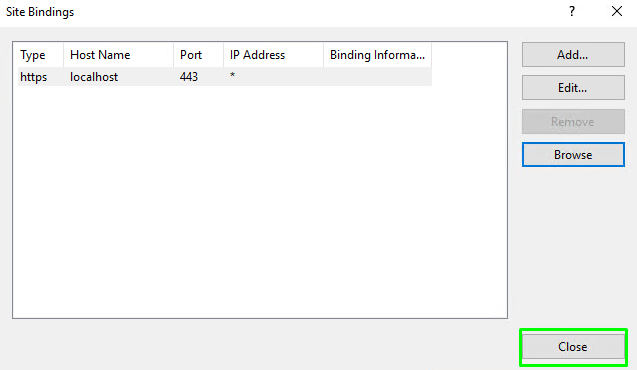 Site Bindings
?
Type Host Name Port IP Address Binding Informa...
https localhost 443 *
Add...
Edit...
Remove
Browse
Close